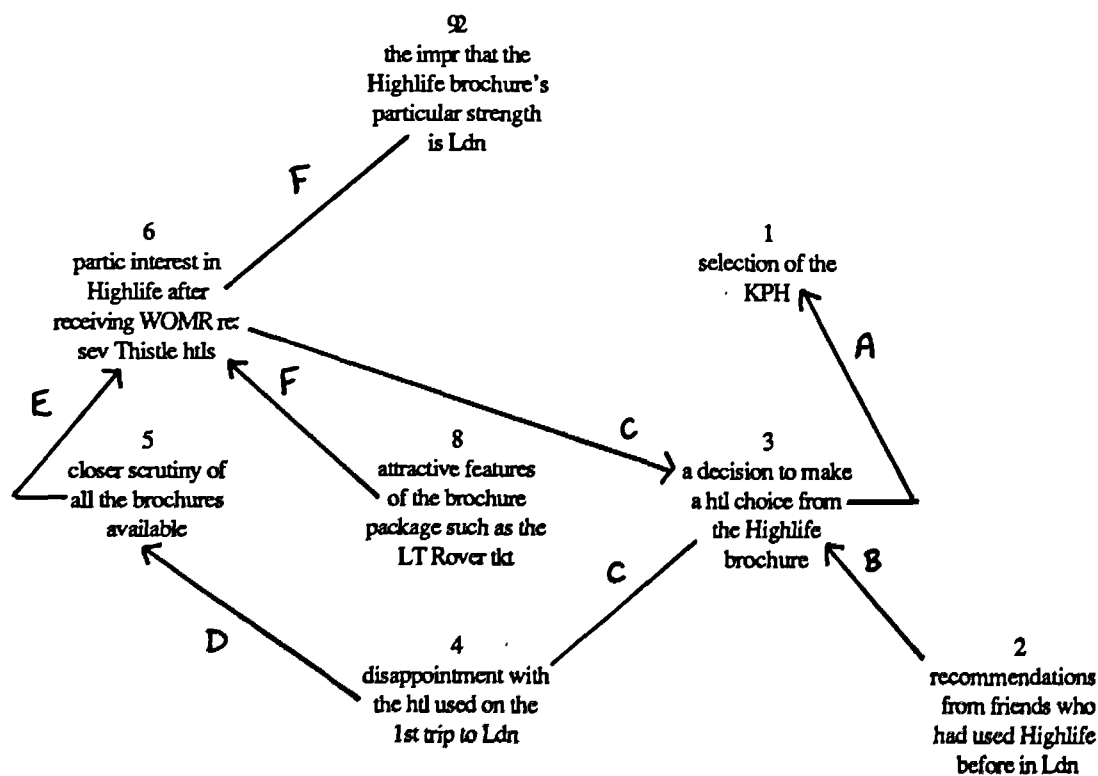 92
the impr that the
Highlife brochure's
particular strength
is Ldn
F
6
partic interest in
Highlife after
receiving WOMR re:
sev Thistle htls
1
selection of the
KPH
A
E
F
C
5
closer scrutiny of
all the brochures
available
8
attractive features
of the brochure
package such as the
LT Rover tkt
3
a decision to make
a htl choice from
the Highlife
brochure
C
B
D
4
disappointment with
the htl used on the
1st trip to Ldn
2
recommendations
from friends who
had used Highlife
before in Ldn